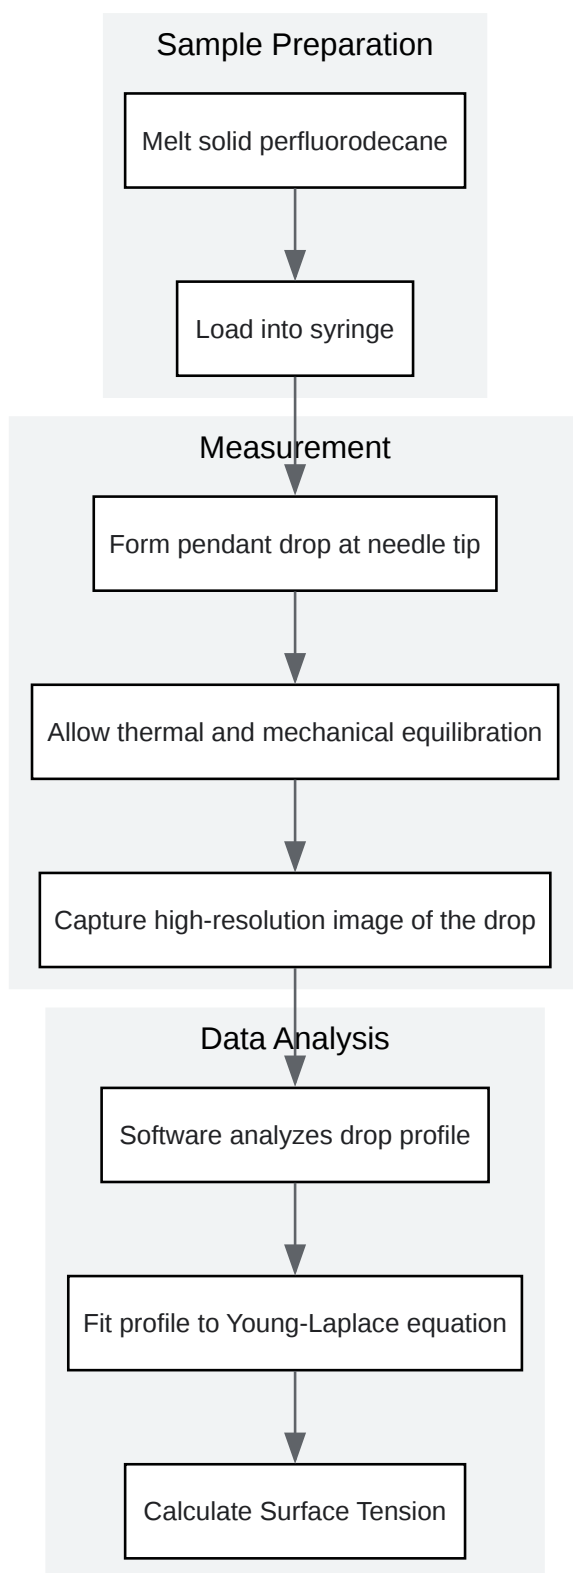 Sample Preparation
Melt solid perfluorodecane
Load into syringe
Measurement
Form pendant drop at needle tip
Allow thermal and mechanical equilibration
Capture high-resolution image of the drop
Data Analysis
Software analyzes drop profile
Fit profile to Young-Laplace equation
Calculate Surface Tension